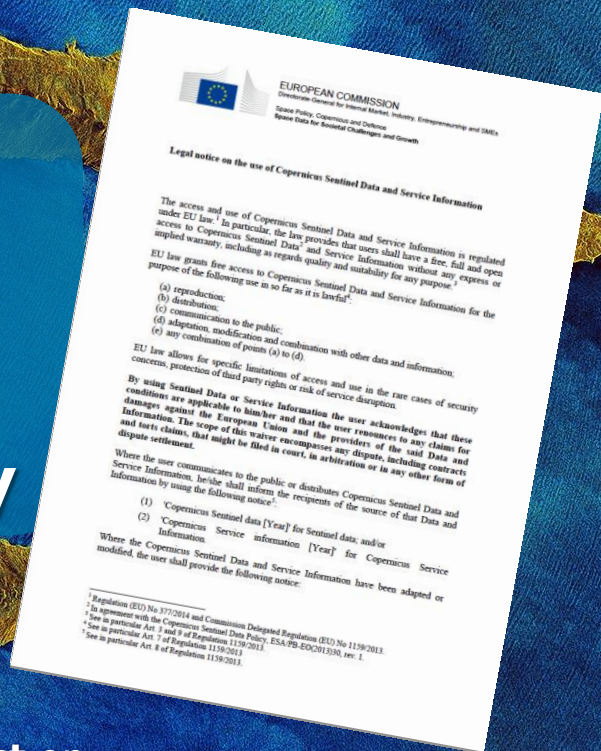 EUROPEAN COMMISSION
Directorate-General for Internal Market, Industry, Entrepreneurship and SMEs
Space Policy, Copernicus and Defence
Space Data for Societal Challenges and Growth
Legal notice on the use of Copernicus Sentinel Data and Service Information
The access and use of Copernicus Sentinel Data and Service Information is regulated
under EU law.1 In particular, the law provides that users shall have a free, full and open
access to Copernicus Sentinel Data2 and Service Information without any express or
implied warranty, including as regards quality and suitability for any purpose.3
EU law grants free access to Copernicus Sentinel Data and Service Information for the
purpose of the following use in so far as it is lawful4:
(a) reproduction;
(b) distribution;
(c) communication to the public;
(d) adaptation, modification and combination with other data and information;
(e) any combination of points (a) to (d).
EU law allows for specific limitations of access and use in the rare cases of security
concerns, protection of third party rights or risk of service disruption.
By using Sentinel Data or Service Information the user acknowledges that these
conditions are applicable to him/her and that the user renounces to any claims for
damages against the European Union and the providers of the said Data and
Information. The scope of this waiver encompasses any dispute, including contracts
and torts claims, that might be filed in court, in arbitration or in any other form of
dispute settlement.
Where the user communicates to the public or distributes Copernicus Sentinel Data and
Service Information, he/she shall inform the recipients of the source of that Data and
Information by using the following notice5:
(1) 'Copernicus Sentinel data [Year]' for Sentinel data; and/or
(2) 'Copernicus Service information [Year]' for Copernicus Service
Information.
Where the Copernicus Sentinel Data and Service Information have been adapted or
modified, the user shall provide the following notice:
1 Regulation (EU) No 377/2014 and Commission Delegated Regulation (EU) No 1159/2013.
2 In agreement with the Copernicus Sentinel Data Policy, ESA/PB-EO(2013)30, rev. 1.
3 See in particular Art. 3 and 9 of Regulation 1159/2013.
4 See in particular Art. 7 of Regulation 1159/2013
5 See in particular Art. 8 of Regulation 1159/2013.